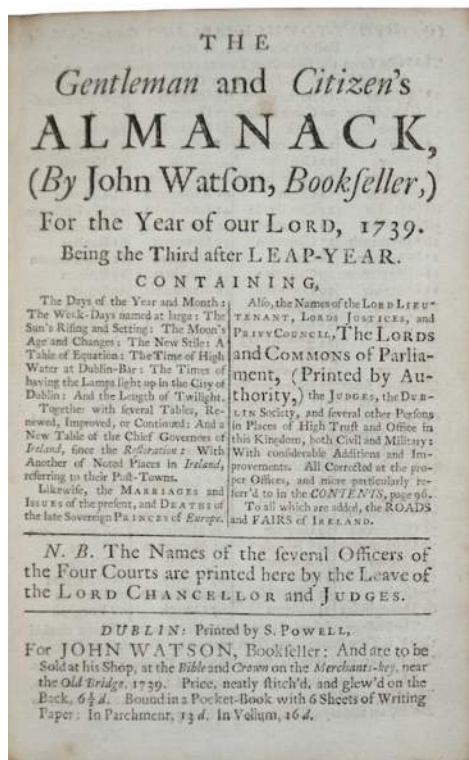 THE
Gentleman and Citizen's
ALMANACK,
(By John Watſon, Bookſeller,)
For the Year of our LORD, 1739.
Being the Third after LEAP-YEAR.
CONTAINING,
The Days of the Year and Month:
The Week-Days named at large: The
Sun's Riſing and Setting: The Moon's
Age and Changes: The New Stile: A
Table of Equation: The Time of High
Water at Dublin-Bar: The Times of
having the Lamps light up in the City of
Dublin: And the Length of Twilight.
Together with ſeveral Tables, Re-
newed, Improved, or Continued: And a
New Table of the Chief Governors of
Ireland, ſince the Reſtoration: With
Another of Noted Places in Ireland,
referring to their Poſt-Towns.
Likewiſe, the MARRIAGES and
ISSUES of the preſent, and DEATHS of
the late Sovereign PRINCES of Europe.
Alſo, the Names of the LORD LIEU-
TENANT, LORDS JUSTICES, and
PRIVY COUNCIL, The LORDS
and COMMONS of Parlia-
ment, (Printed by Au-
thority,) the JUDGES, the DUB-
LIN Society, and ſeveral other Perſons
in Places of High Truſt and Office in
this Kingdom, both Civil and Military:
With conſiderable Additions and Im-
provements. All Corrected at the pro-
per Offices, and more particularly re-
ferr'd to in the CONTENTS, page 96.
To all which are added, the ROADS
and FAIRS of IRELAND.
N. B. The Names of the ſeveral Officers of
the Four Courts are printed here by the Leave of
the LORD CHANCELLOR and JUDGES.
DUBLIN: Printed by S. POWELL,
For JOHN WATSON, Bookſeller: And are to be
Sold at his Shop, at the Bible and Crown on the Merchants-key, near
the Old Bridge, 1739. Price, neatly ſtitch'd, and glew'd on the
Back, 6½ d. Bound in a Pocket-Book with 6 Sheets of Writing
Paper: In Parchment, 13 d. In Vellum, 16 d.